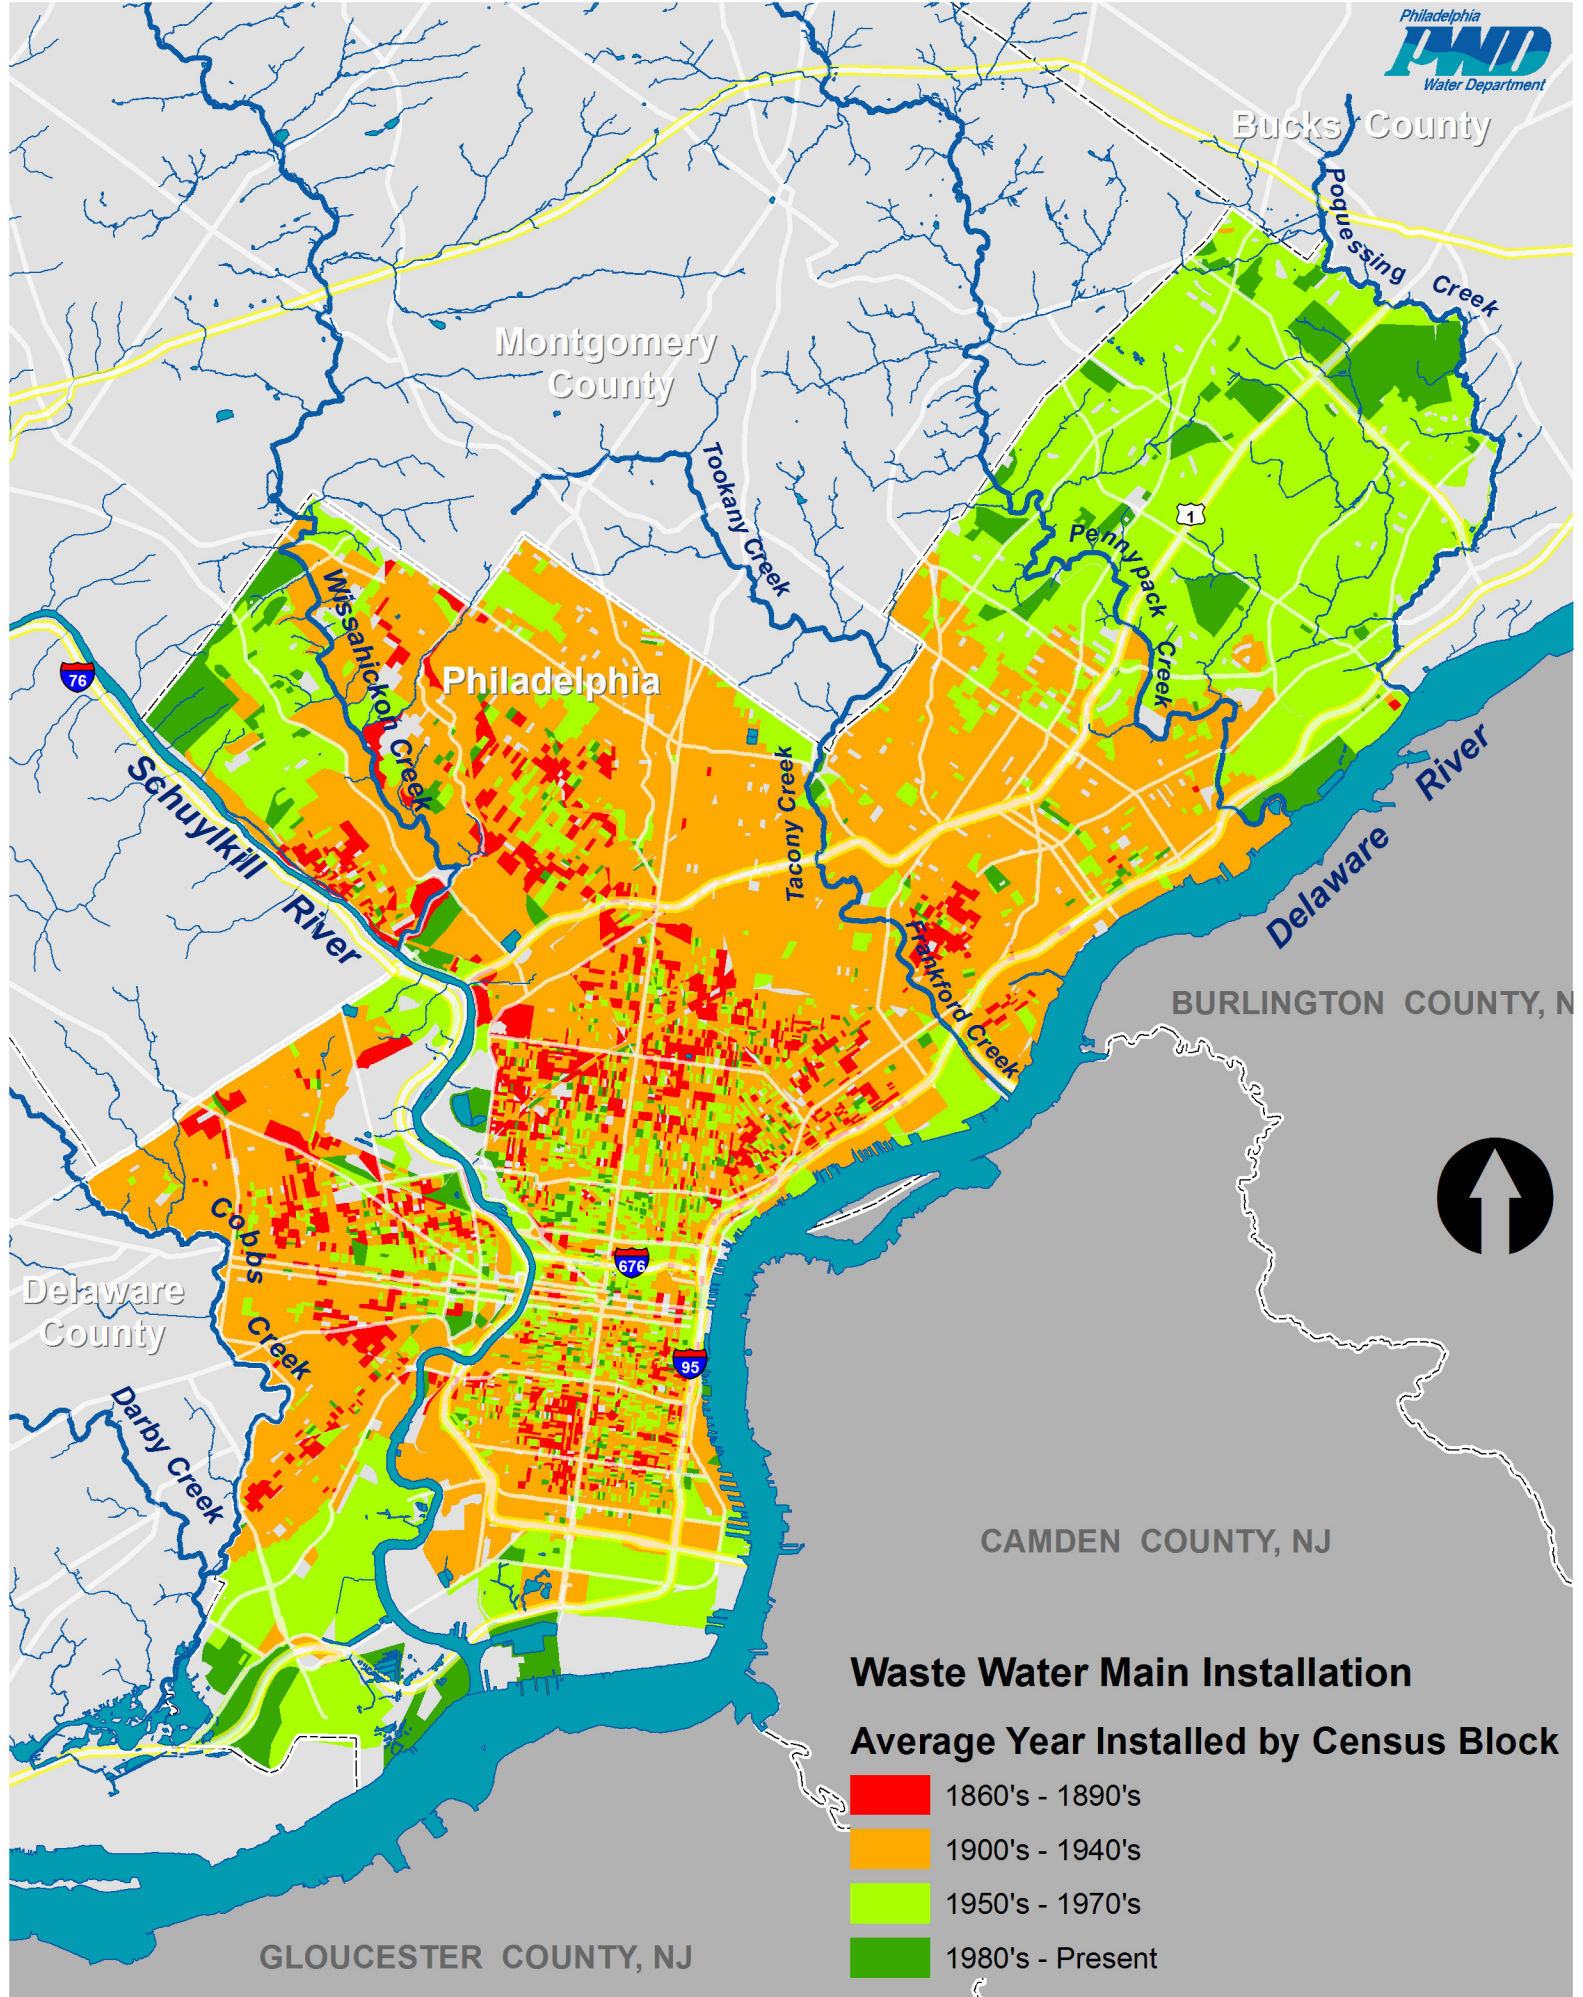 Philadelphia
PWD
Water Department
Bucks County
Poquessing Creek
Montgomery
County
Tookany Creek
1
Pennypack Creek
Wissahickon Creek
76
Philadelphia
Schuylkill River
Tacony Creek
Delaware River
Frankford Creek
BURLINGTON COUNTY, N
Cobbs Creek
676
Delaware
County
95
Darby Creek
CAMDEN COUNTY, NJ
Waste Water Main Installation
Average Year Installed by Census Block
1860's - 1890's
1900's - 1940's
1950's - 1970's
1980's - Present
GLOUCESTER COUNTY, NJ